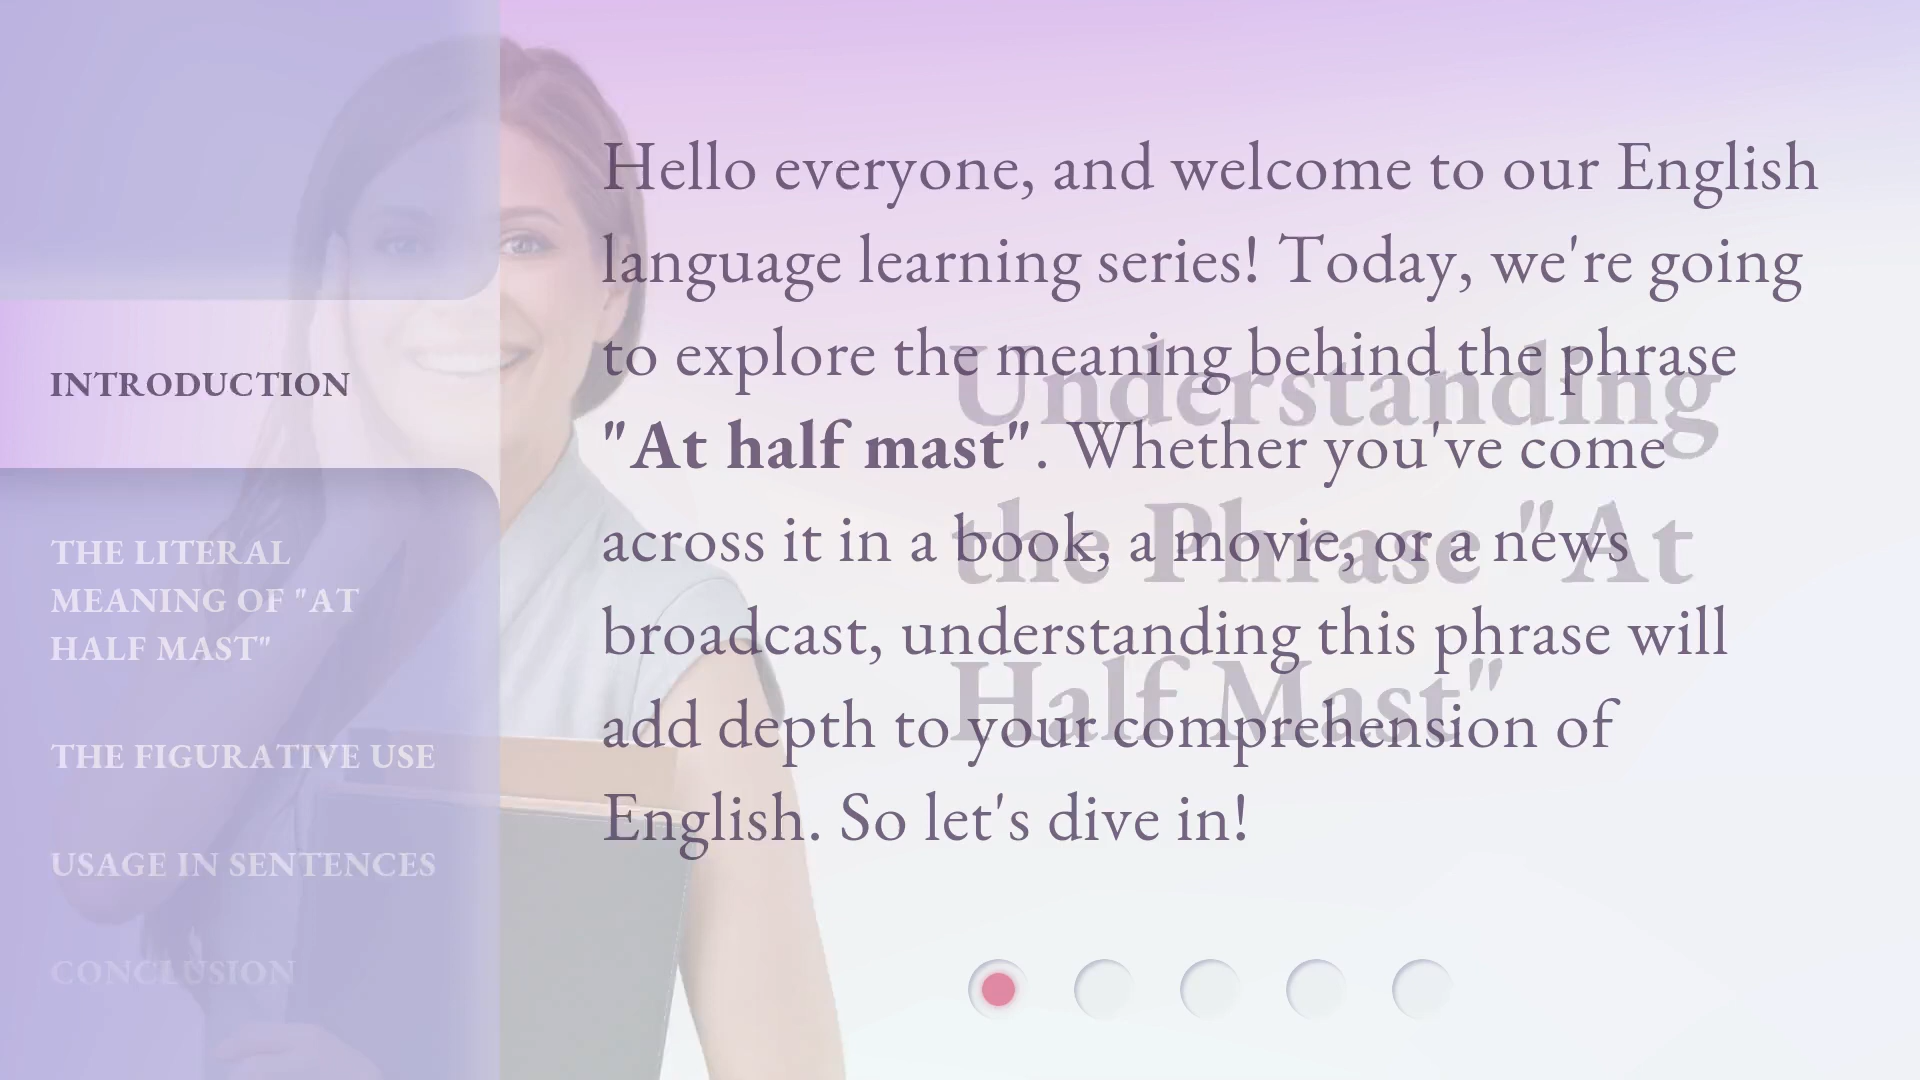 INTRODUCTION
THE LITERAL
MEANING OF "AT
HALF MAST"
THE FIGURATIVE USE
USAGE IN SENTENCES
CONCLUSION
Hello everyone, and welcome to our English
language learning series! Today, we're going
to explore the meaning behind the phrase
"At half mast". Whether you've come
across it in a book, a movie, or a news
broadcast, understanding this phrase will
add depth to your comprehension of
English. So let's dive in!
Understanding
the Phrase "At
Half Mast"